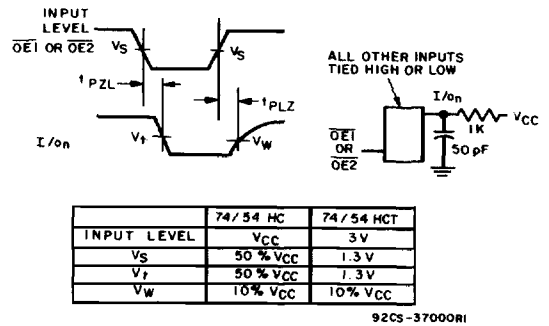 INPUT
LEVEL
OE1 OR OE2
VS
VS
tPZL
tPLZ
I/on
Vt
VW
ALL OTHER INPUTS
TIED HIGH OR LOW
I/on
VCC
1K
OE1
OR
OE2
50 pF
74/54 HC 74/54 HCT
INPUT LEVEL VCC 3 V
VS 50 % VCC 1.3 V
Vt 50 % VCC 1.3 V
VW 10% VCC 10% VCC
92CS-37000R1